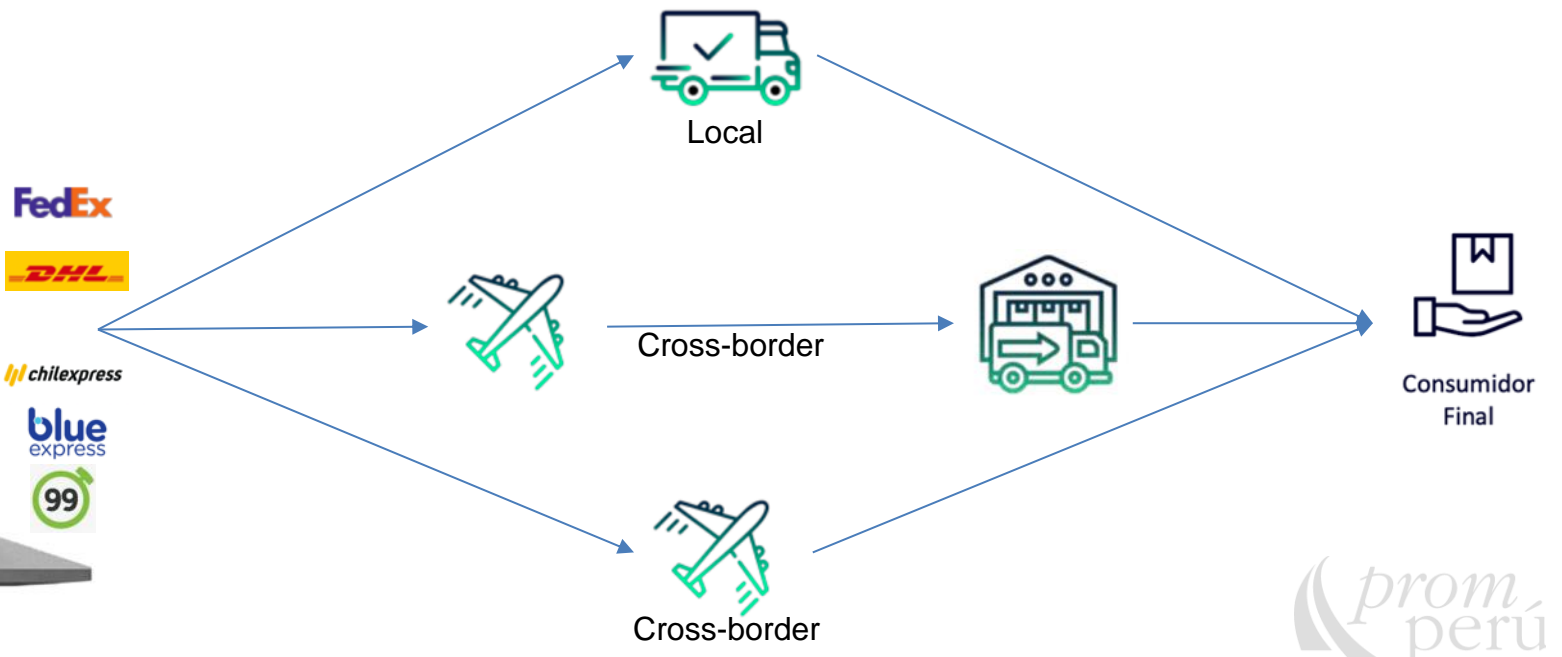 Local
FedEx
DHL
chilexpress
blue
express
99
Cross-border
Consumidor
Final
Cross-border
prom
perú